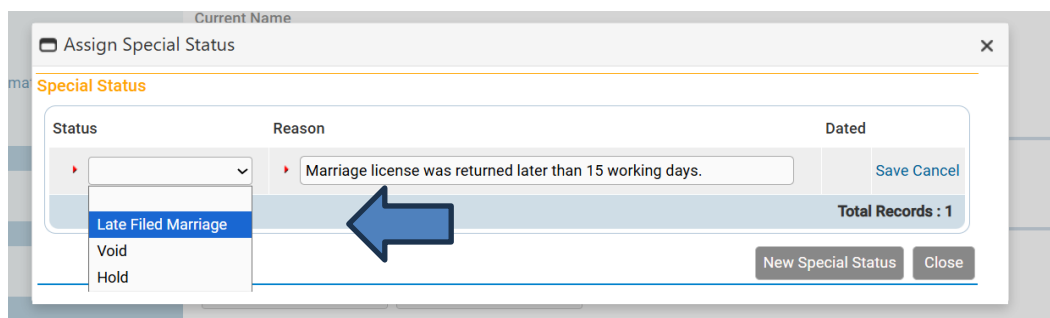 Current Name
Assign Special Status
Special Status
Status Reason Dated
Marriage license was returned later than 15 working days. Save Cancel
Late Filed Marriage
Total Records : 1
Void
Hold
New Special Status Close